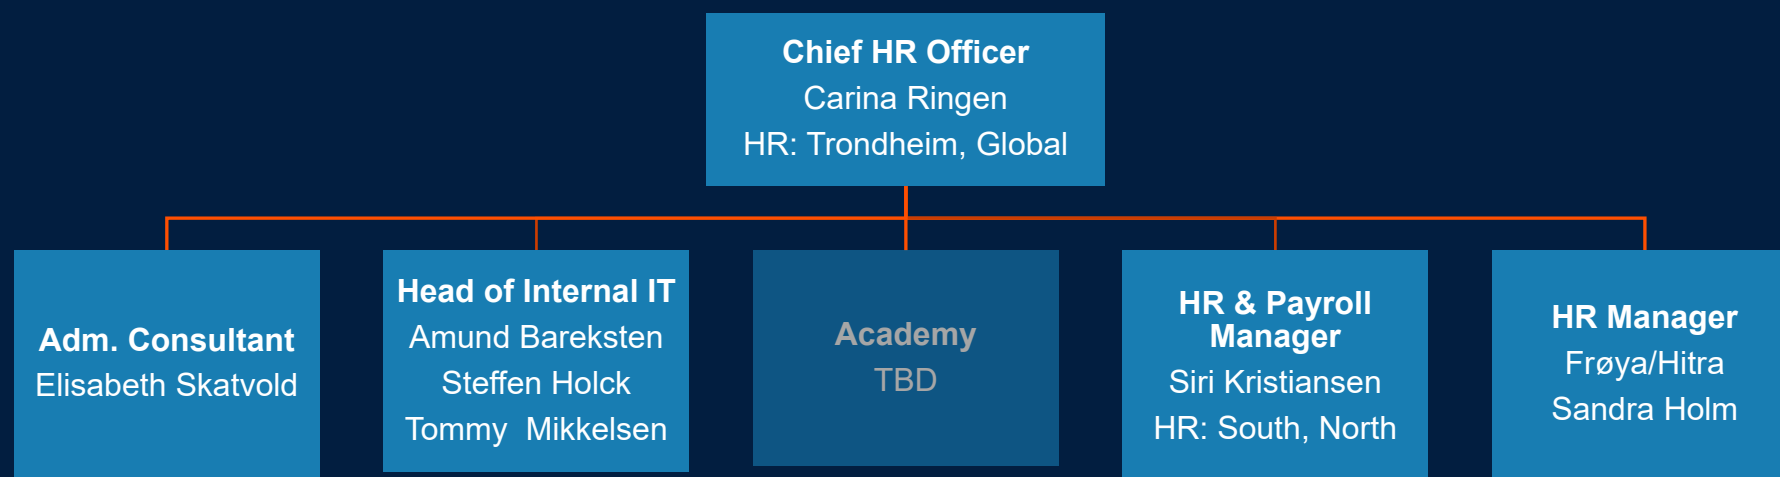 Chief HR Officer
Carina Ringen
HR: Trondheim, Global
Adm. Consultant
Elisabeth Skatvold
Head of Internal IT
Amund Bareksten
Steffen Holck
Tommy  Mikkelsen
Academy
TBD
HR & Payroll
Manager
Siri Kristiansen
HR: South, North
HR Manager
Frøya/Hitra
Sandra Holm